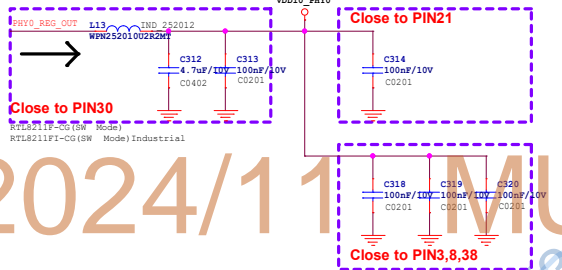 VDD10_PHY0
PHY0_REG_OUT
L13
IND_252012
WPN252010U2R2MT
Close to PIN21
C312
4.7uF/10V
C0402
C313
100nF/10V
C0201
C314
100nF/10V
C0201
Close to PIN30
RTL8211F-CG(SW Mode)
RTL8211FI-CG(SW Mode)Industrial
2024/11
MU
C318
100nF/10V
C0201
C319
100nF/10V
C0201
C320
100nF/10V
C0201
Close to PIN3,8,38